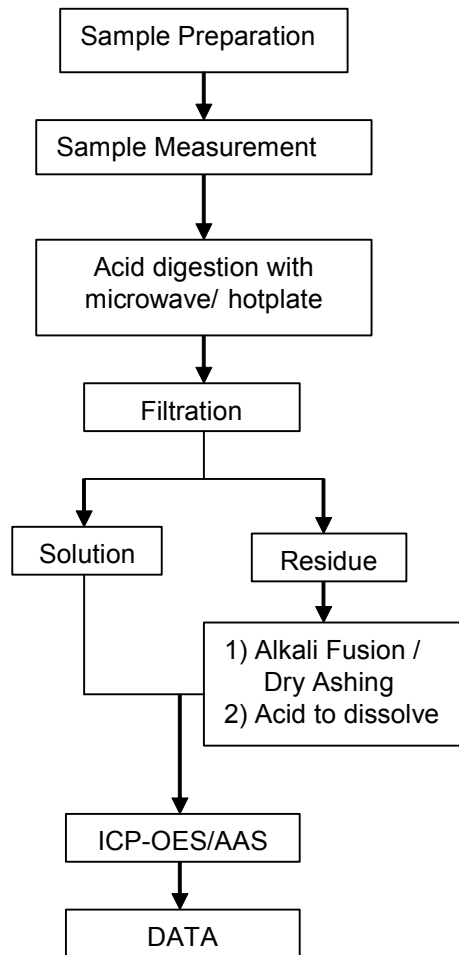 Sample Preparation
Sample Measurement
Acid digestion with
microwave/ hotplate
Filtration
Solution
Residue
1) Alkali Fusion /
Dry Ashing
2) Acid to dissolve
ICP-OES/AAS
DATA